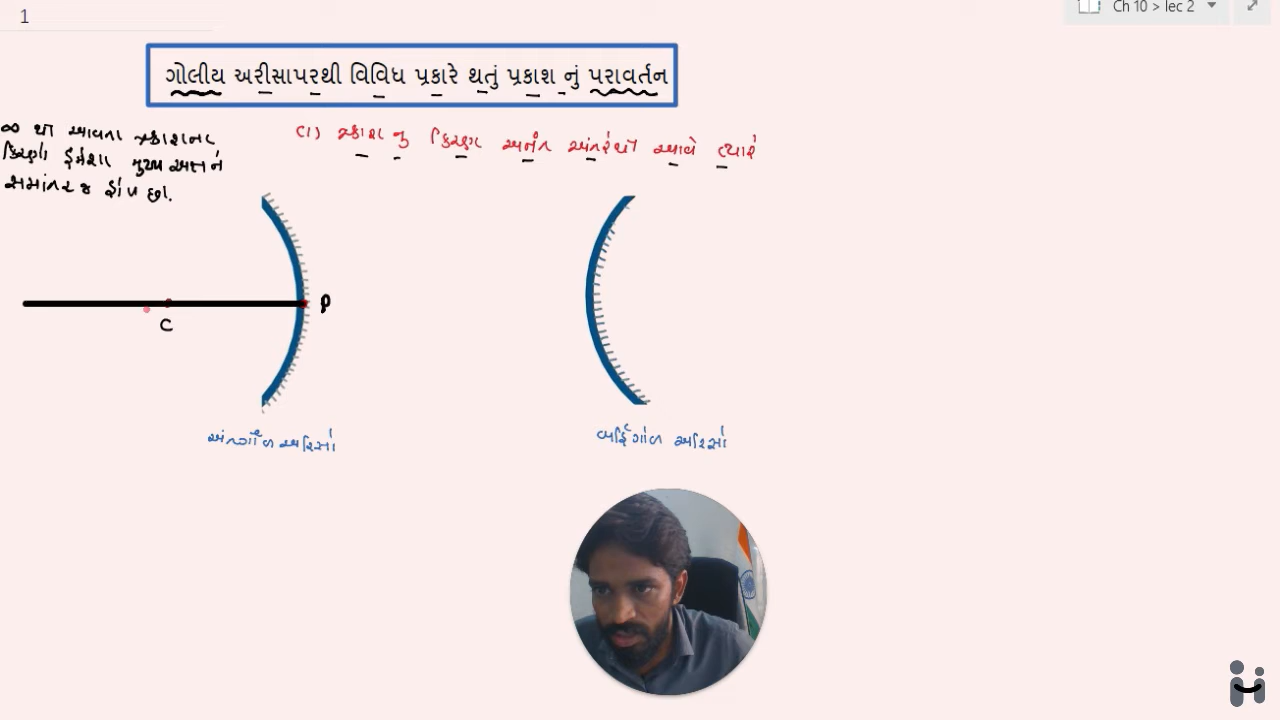 1
Ch 10 > lec 2
ગોલીય અરીસાપરથી વિવિધ પ્રકારે થતું પ્રકાશ નું પરાવર્તન
∞ થી આવતા પ્રકાશના
કિરણો હંમેશા મુખ્ય અક્ષને
સમાંતર જ હોય છે.
(1) પ્રકાશ નુ કિરણ અનંત અંતરેથી આવે ત્યારે
P
C
અંતર્ગોળ અરિસો
બહિર્ગોળ અરિસો